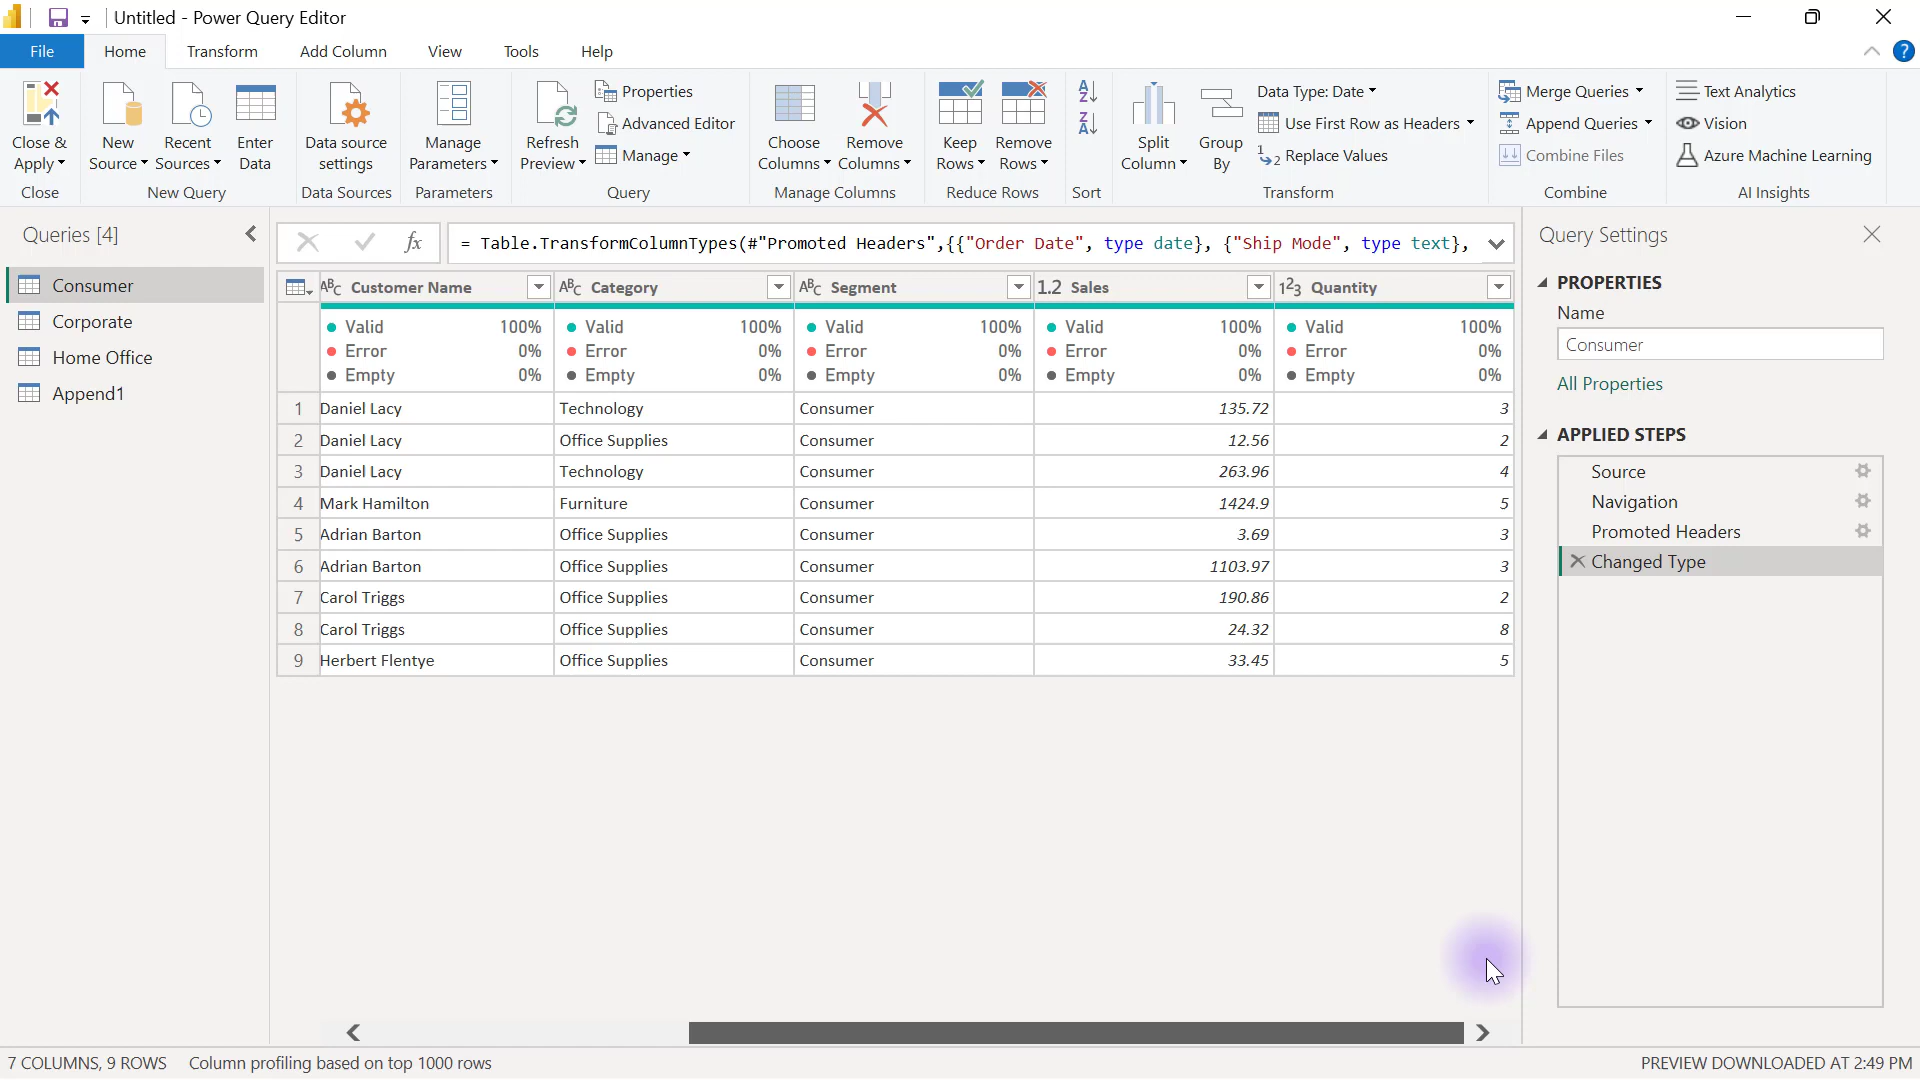 Untitled - Power Query Editor
File Home Transform Add Column View Tools Help
Close & Apply
Close
New Source
Recent Sources
Enter Data
New Query
Data source settings
Data Sources
Manage Parameters
Parameters
Refresh Preview
Properties
Advanced Editor
Manage
Query
Choose Columns
Remove Columns
Manage Columns
Keep Rows
Remove Rows
Reduce Rows
A Z
Z A
Sort
Split Column
Group By
Data Type: Date
Use First Row as Headers
1 2 Replace Values
Transform
Merge Queries
Append Queries
Combine Files
Combine
Text Analytics
Vision
Azure Machine Learning
AI Insights
?
Queries [4]
Consumer
Corporate
Home Office
Append1
fx = Table.TransformColumnTypes(#"Promoted Headers",{{"Order Date", type date}, {"Ship Mode", type text},
ABC Customer Name ABC Category ABC Segment 1.2 Sales 123 Quantity
Valid 100% Valid 100% Valid 100% Valid 100% Valid 100%
Error 0% Error 0% Error 0% Error 0% Error 0%
Empty 0% Empty 0% Empty 0% Empty 0% Empty 0%
1 Daniel Lacy Technology Consumer 135.72 3
2 Daniel Lacy Office Supplies Consumer 12.56 2
3 Daniel Lacy Technology Consumer 263.96 4
4 Mark Hamilton Furniture Consumer 1424.9 5
5 Adrian Barton Office Supplies Consumer 3.69 3
6 Adrian Barton Office Supplies Consumer 1103.97 3
7 Carol Triggs Office Supplies Consumer 190.86 2
8 Carol Triggs Office Supplies Consumer 24.32 8
9 Herbert Flentye Office Supplies Consumer 33.45 5
Query Settings
PROPERTIES
Name
Consumer
All Properties
APPLIED STEPS
Source
Navigation
Promoted Headers
Changed Type
7 COLUMNS, 9 ROWS Column profiling based on top 1000 rows PREVIEW DOWNLOADED AT 2:49 PM